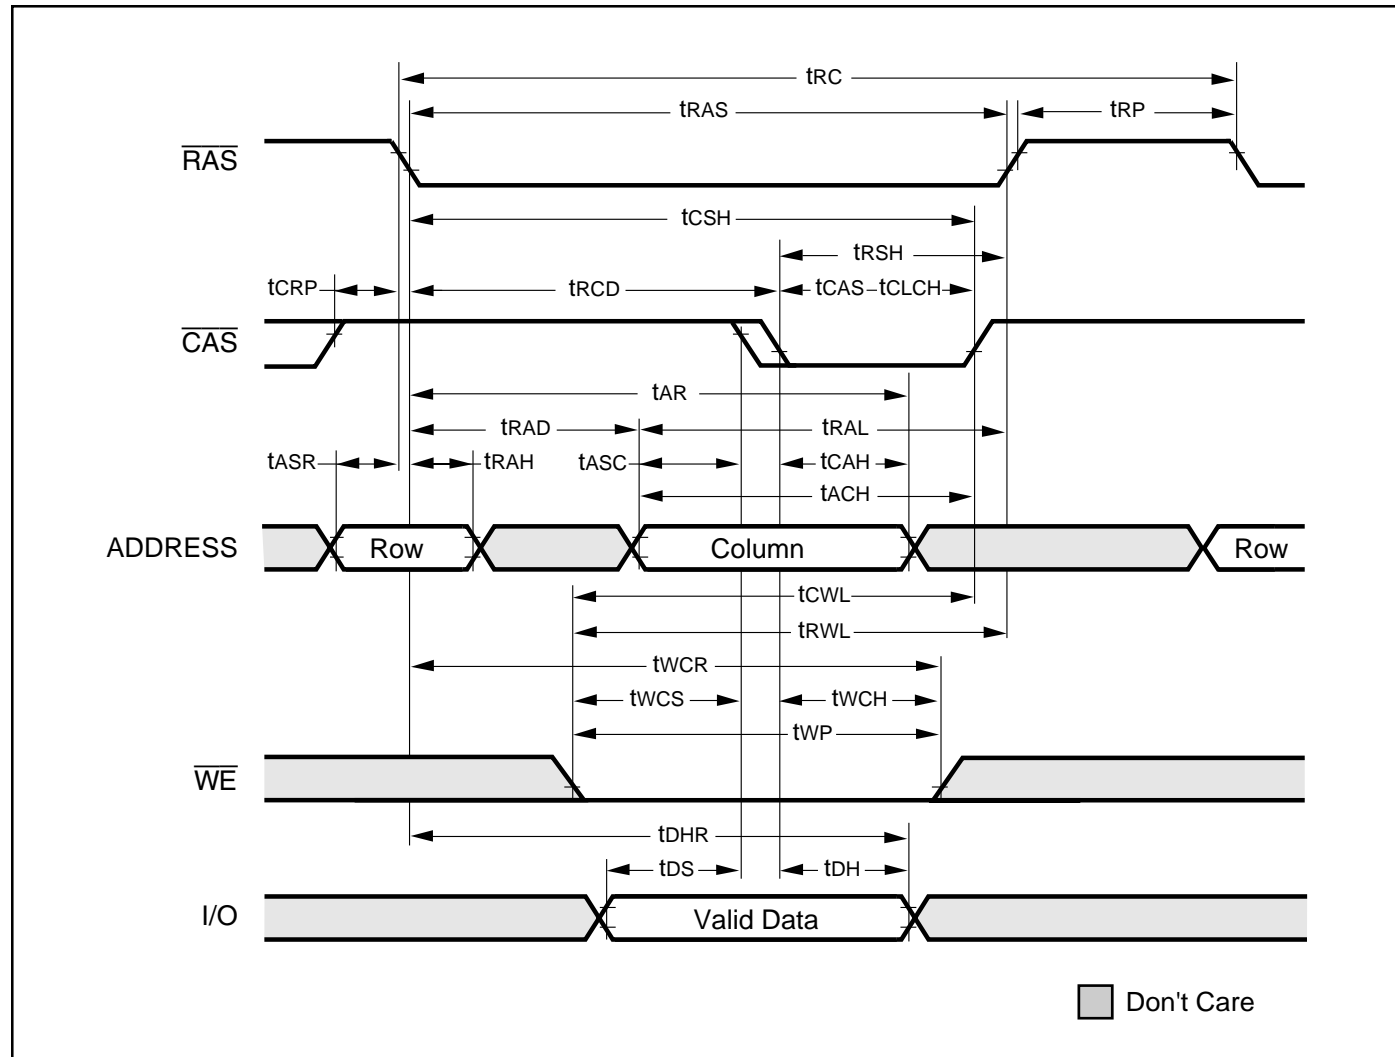 tRC
tRAS
tRP
RAS
tCSH
tRSH
tCRP
tRCD
tCAS tCLCH
CAS
tAR
tRAD
tRAL
tASR
tRAH
tASC
tCAH
tACH
ADDRESS
Row
Column
Row
tCWL
tRWL
tWCR
tWCS
tWCH
tWP
WE
tDHR
tDS
tDH
I/O
Valid Data
Don't Care